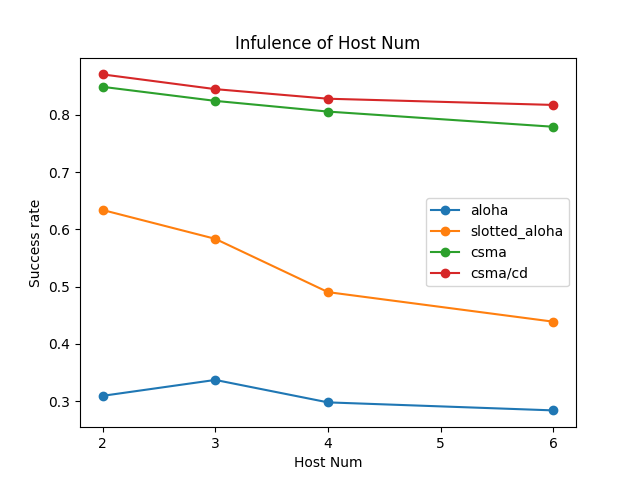 Infulence of Host Num
Success rate
0.8
0.7
0.6
0.5
0.4
0.3
aloha
slotted_aloha
csma
csma/cd
2 3 4 5 6
Host Num